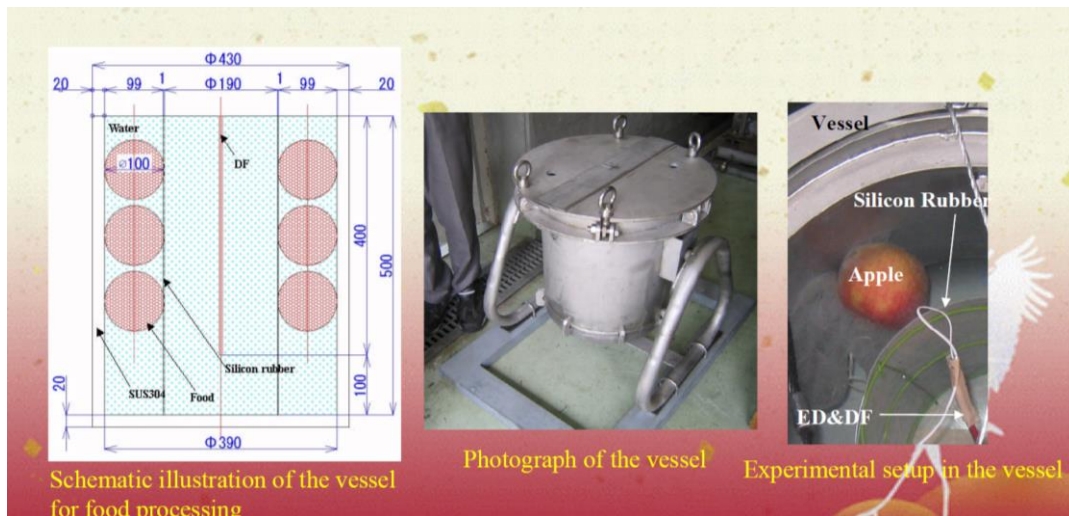 Φ430
20
99
1
Φ190
1
99
20
Water
DF
⌀100
400
500
Silicon rubber
SUS304
Food
100
20
Φ390
Schematic illustration of the vessel
for food processing
Photograph of the vessel
Vessel
Silicon Rubber
Apple
ED&DF
Experimental setup in the vessel